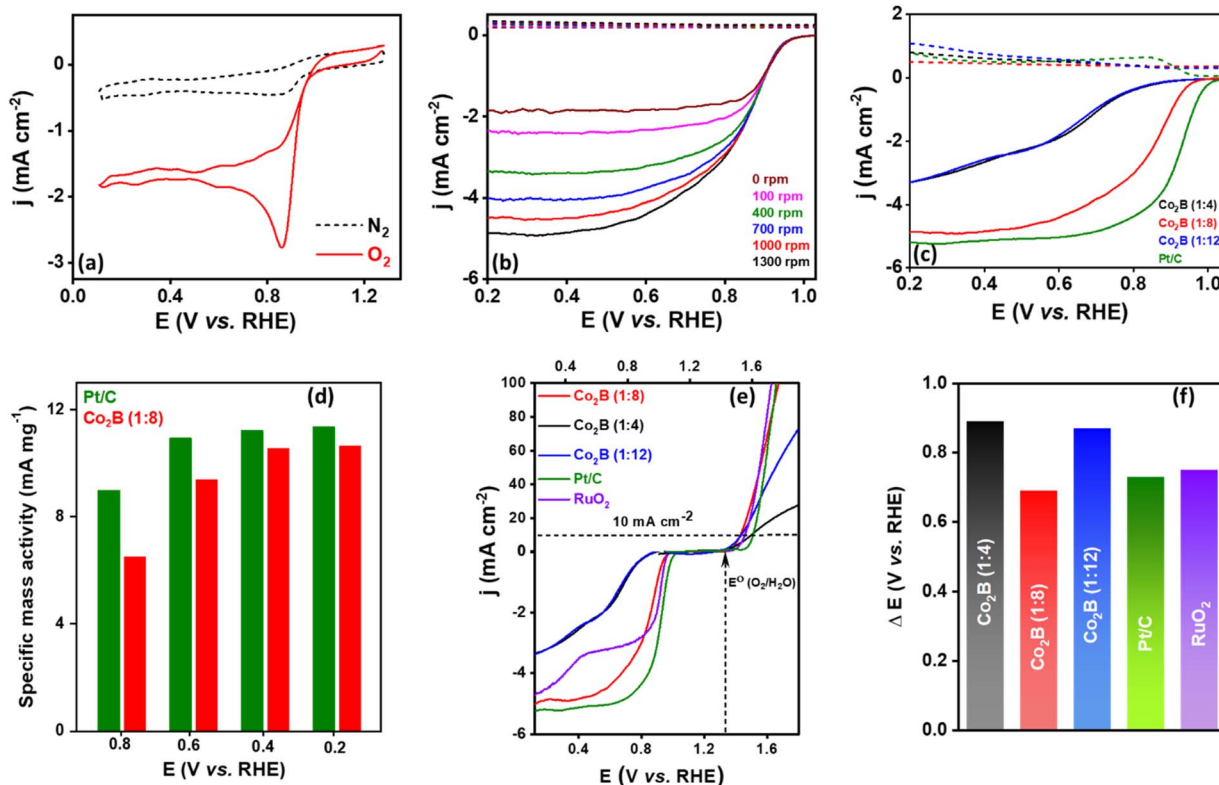 0
-1
-2
-3
j (mA cm⁻²)
(a)
N₂
O₂
0.0 0.4 0.8 1.2
E (V vs. RHE)
0
-2
-4
-6
j (mA cm⁻²)
(b)
0 rpm
100 rpm
400 rpm
700 rpm
1000 rpm
1300 rpm
0.2 0.4 0.6 0.8 1.0
E (V vs. RHE)
2
0
-2
-4
-6
j (mA cm⁻²)
(c)
Co₂B (1:4)
Co₂B (1:8)
Co₂B (1:12
Pt/C
0.2 0.4 0.6 0.8 1.0
E (V vs. RHE)
Pt/C
Co₂B (1:8)
(d)
12
9
3
0
Specific mass activity (mA mg⁻¹)
0.8 0.6 0.4 0.2
E (V vs. RHE)
0.4 0.8 1.2 1.6
(e)
100
80
60
40
20
0
-2
-4
-6
j (mA cm⁻²)
Co₂B (1:8)
Co₂B (1:4)
Co₂B (1:12)
Pt/C
RuO₂
10 mA cm⁻²
E⁰ (O₂/H₂O)
0.4 0.8 1.2 1.6
E (V vs. RHE)
(f)
1.0
0.8
0.6
0.4
0.2
0.0
Δ E (V vs. RHE)
Co₂B (1:4)
Co₂B (1:8)
Co₂B (1:12)
Pt/C
RuO₂